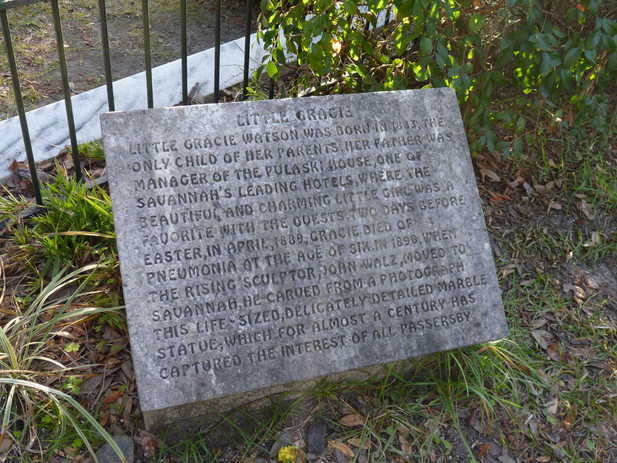 LITTLE GRACIE
LITTLE GRACIE WATSON WAS BORN IN 1883, THE
ONLY CHILD OF HER PARENTS. HER FATHER WAS
MANAGER OF THE PULASKI HOUSE, ONE OF
SAVANNAH'S LEADING HOTELS, WHERE THE
BEAUTIFUL AND CHARMING LITTLE GIRL WAS A
FAVORITE WITH THE GUESTS. TWO DAYS BEFORE
EASTER, IN APRIL, 1889, GRACIE DIED OF
PNEUMONIA AT THE AGE OF SIX. IN 1890, WHEN
THE RISING SCULPTOR, JOHN WALZ, MOVED TO
SAVANNAH, HE CARVED FROM A PHOTOGRAPH
THIS LIFE-SIZED, DELICATELY DETAILED MARBLE
STATUE, WHICH FOR ALMOST A CENTURY HAS
CAPTURED THE INTEREST OF ALL PASSERSBY.